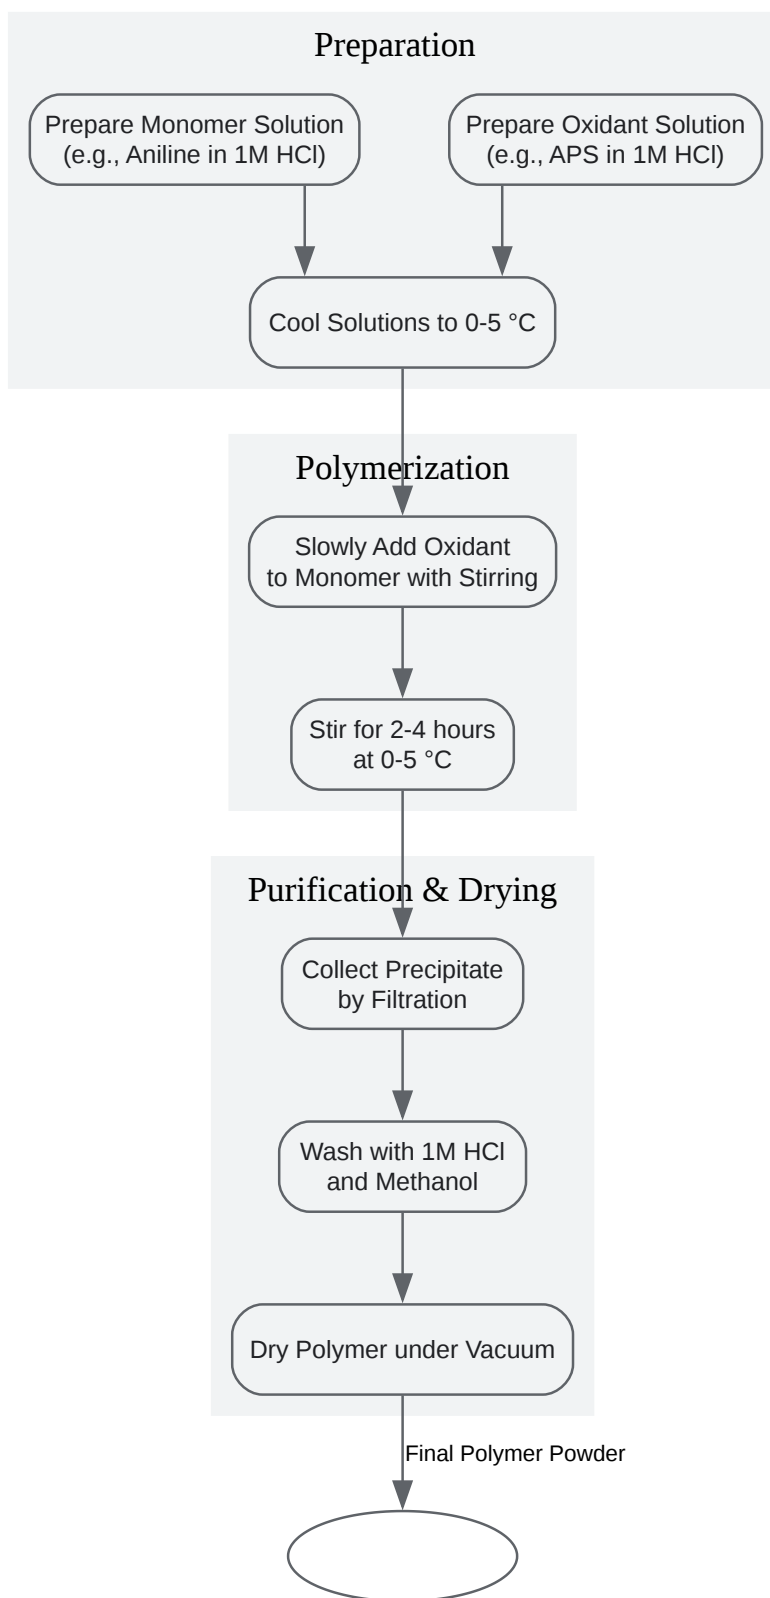 Preparation
Prepare Monomer Solution
(e.g., Aniline in 1M HCl)
Prepare Oxidant Solution
(e.g., APS in 1M HCl)
Cool Solutions to 0-5 °C
Polymerization
Slowly Add Oxidant
to Monomer with Stirring
Stir for 2-4 hours
at 0-5 °C
Purification & Drying
Collect Precipitate
by Filtration
Wash with 1M HCl
and Methanol
Dry Polymer under Vacuum
Final Polymer Powder